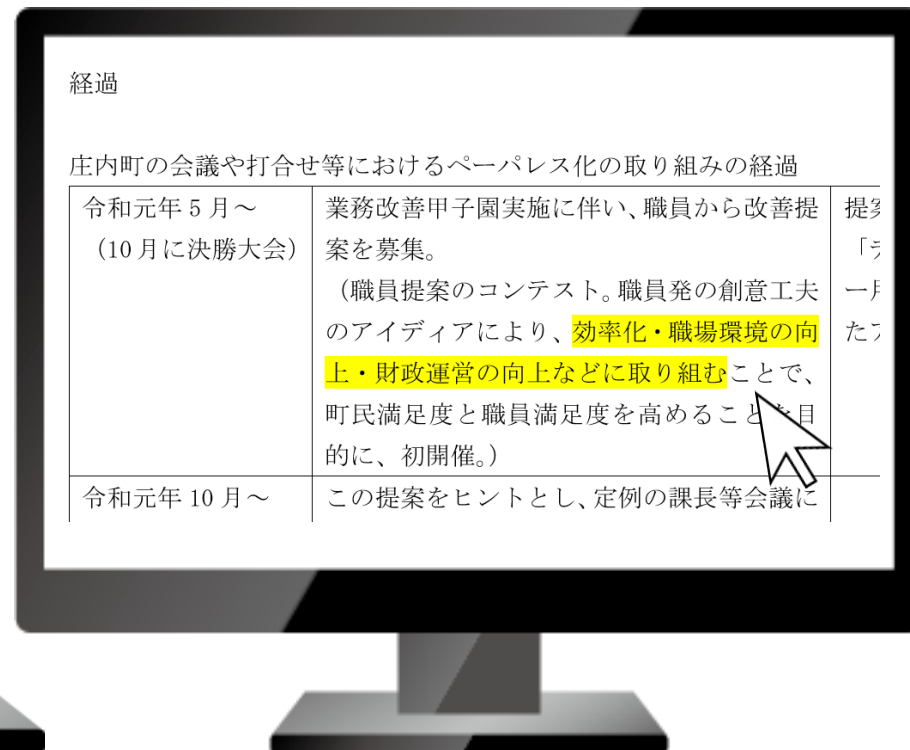 経過
庄内町の会議や打合せ等におけるペーパレス化の取り組みの経過
令和元年5月～
（10月に決勝大会）
業務改善甲子園実施に伴い、職員から改善提
案を募集。
（職員提案のコンテスト。職員発の創意工夫
のアイディアにより、効率化・職場環境の向
上・財政運営の向上などに取り組むことで、
町民満足度と職員満足度を高めることを目
的に、初開催。）
提案
「デ
ー用
たア
令和元年10月～
この提案をヒントとし、定例の課長等会議に